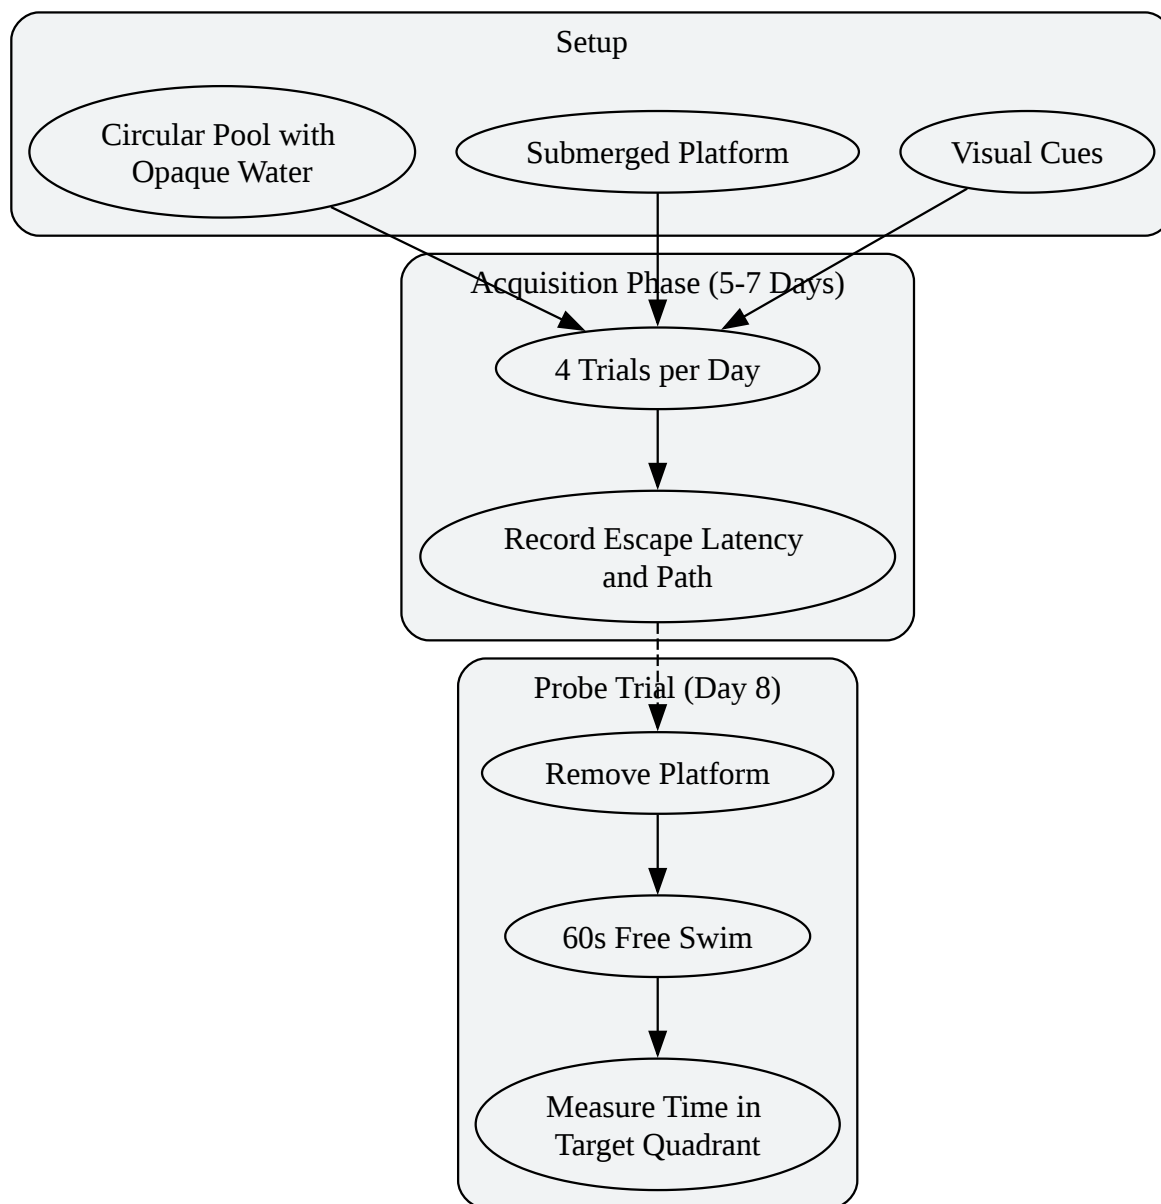 Setup
Circular Pool with
Opaque Water
Submerged Platform
Visual Cues
Acquisition Phase (5-7 Days)
4 Trials per Day
Record Escape Latency
and Path
Probe Trial (Day 8)
Remove Platform
60s Free Swim
Measure Time in
Target Quadrant